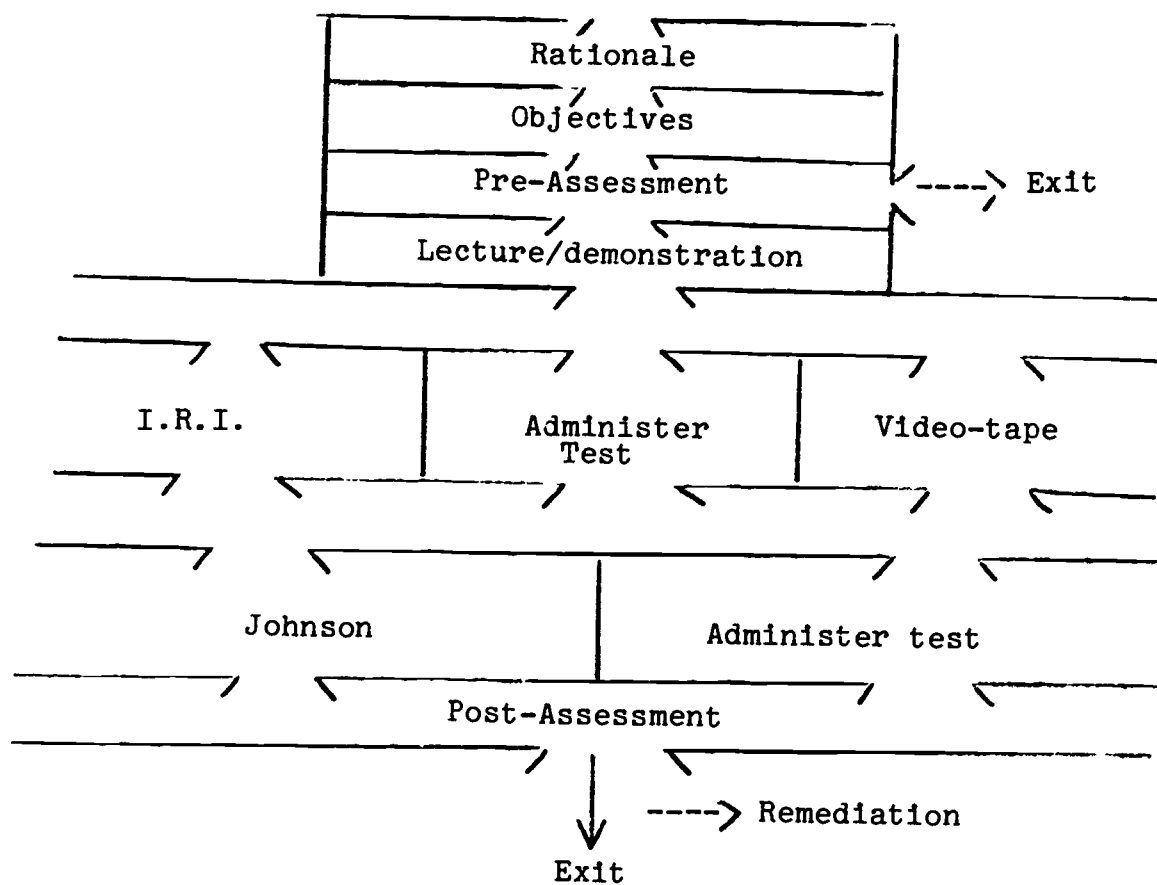 Rationale
Objectives
Pre-Assessment
Exit
Lecture/demonstration
I.R.I.
Administer
Test
Video-tape
Johnson
Administer test
Post-Assessment
Remediation
Exit